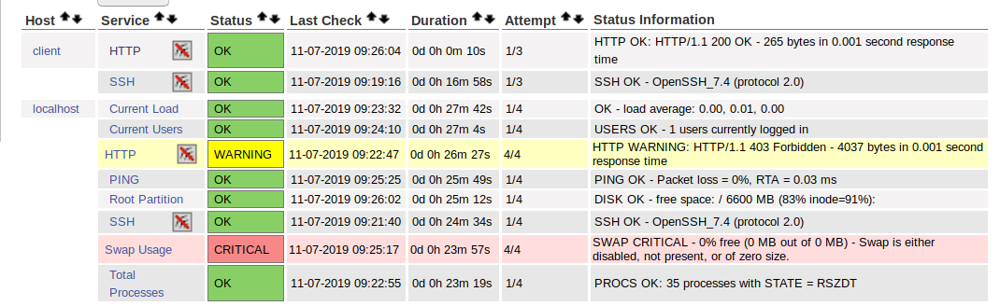 Host Service Status Last Check Duration Attempt Status Information
client HTTP OK 11-07-2019 09:26:04 0d 0h 0m 10s 1/3 HTTP OK: HTTP/1.1 200 OK - 265 bytes in 0.001 second response
time
SSH OK 11-07-2019 09:19:16 0d 0h 16m 58s 1/3 SSH OK - OpenSSH_7.4 (protocol 2.0)
localhost Current Load OK 11-07-2019 09:23:32 0d 0h 27m 42s 1/4 OK - load average: 0.00, 0.01, 0.00
Current Users OK 11-07-2019 09:24:10 0d 0h 27m 4s 1/4 USERS OK - 1 users currently logged in
HTTP WARNING 11-07-2019 09:22:47 0d 0h 26m 27s 4/4 HTTP WARNING: HTTP/1.1 403 Forbidden - 4037 bytes in 0.001 second
response time
PING OK 11-07-2019 09:25:25 0d 0h 25m 49s 1/4 PING OK - Packet loss = 0%, RTA = 0.03 ms
Root Partition OK 11-07-2019 09:26:02 0d 0h 25m 12s 1/4 DISK OK - free space: / 6600 MB (83% inode=91%):
SSH OK 11-07-2019 09:21:40 0d 0h 24m 34s 1/4 SSH OK - OpenSSH_7.4 (protocol 2.0)
Swap Usage CRITICAL 11-07-2019 09:25:17 0d 0h 23m 57s 4/4 SWAP CRITICAL - 0% free (0 MB out of 0 MB) - Swap is either
disabled, not present, or of zero size.
Total
Processes OK 11-07-2019 09:22:55 0d 0h 23m 19s 1/4 PROCS OK: 35 processes with STATE = RSZDT